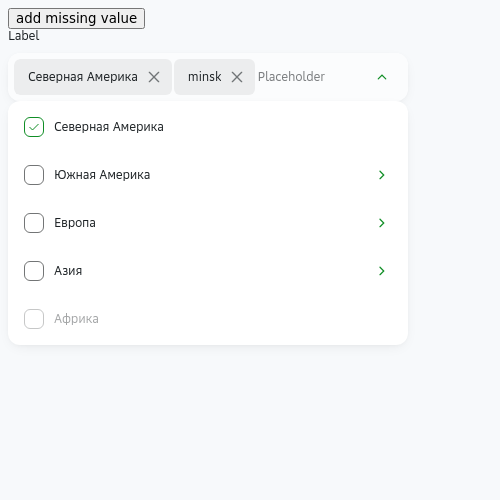 add missing value
Label
Северная Америка minsk Placeholder
Северная Америка
Южная Америка
Европа
Азия
Африка